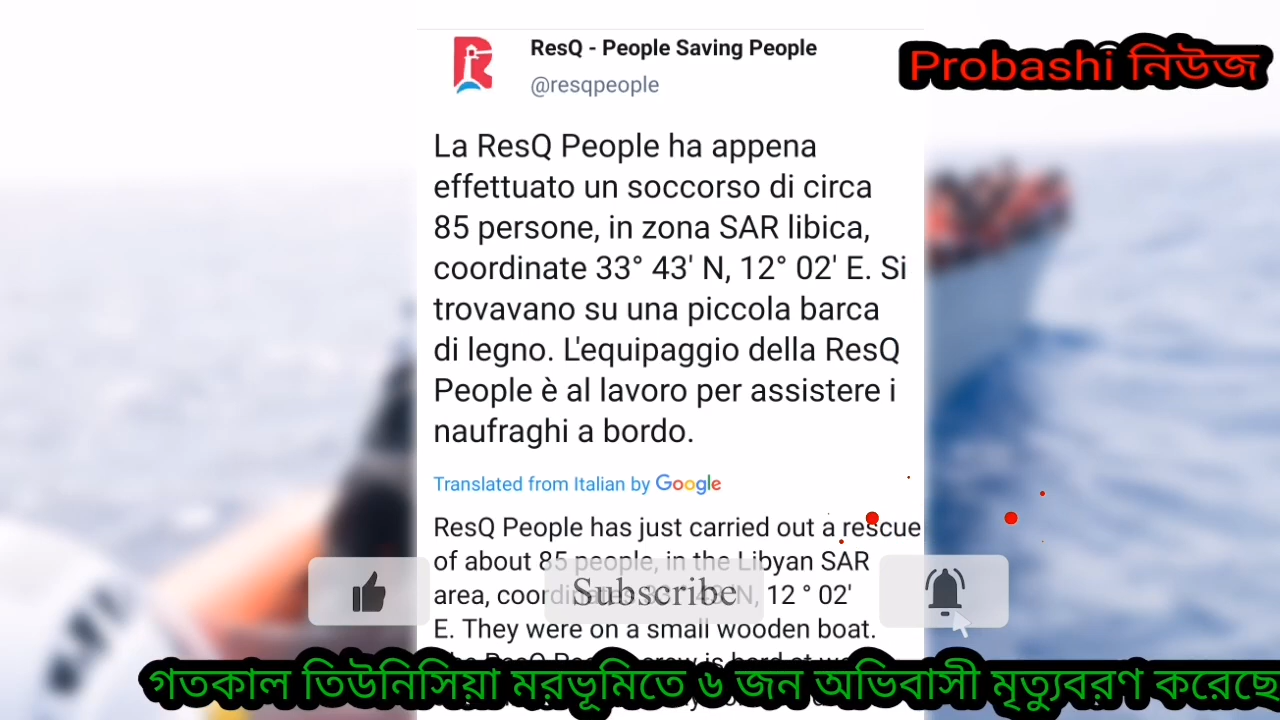 ResQ - People Saving People
@resqpeople
Probashi নিউজ
La ResQ People ha appena
effettuato un soccorso di circa
85 persone, in zona SAR libica,
coordinate 33° 43' N, 12° 02' E. Si
trovavano su una piccola barca
di legno. L'equipaggio della ResQ
People è al lavoro per assistere i
naufraghi a bordo.
Translated from Italian by Google
ResQ People has just carried out a rescue
of about 85 people, in the Libyan SAR
area, coordinates 33 ° 43' N, 12 ° 02'
E. They were on a small wooden boat.
Subscribe
গতকাল তিউনিসিয়া মরভূমিতে ৬ জন অভিবাসী মৃত্যুবরণ করেছে